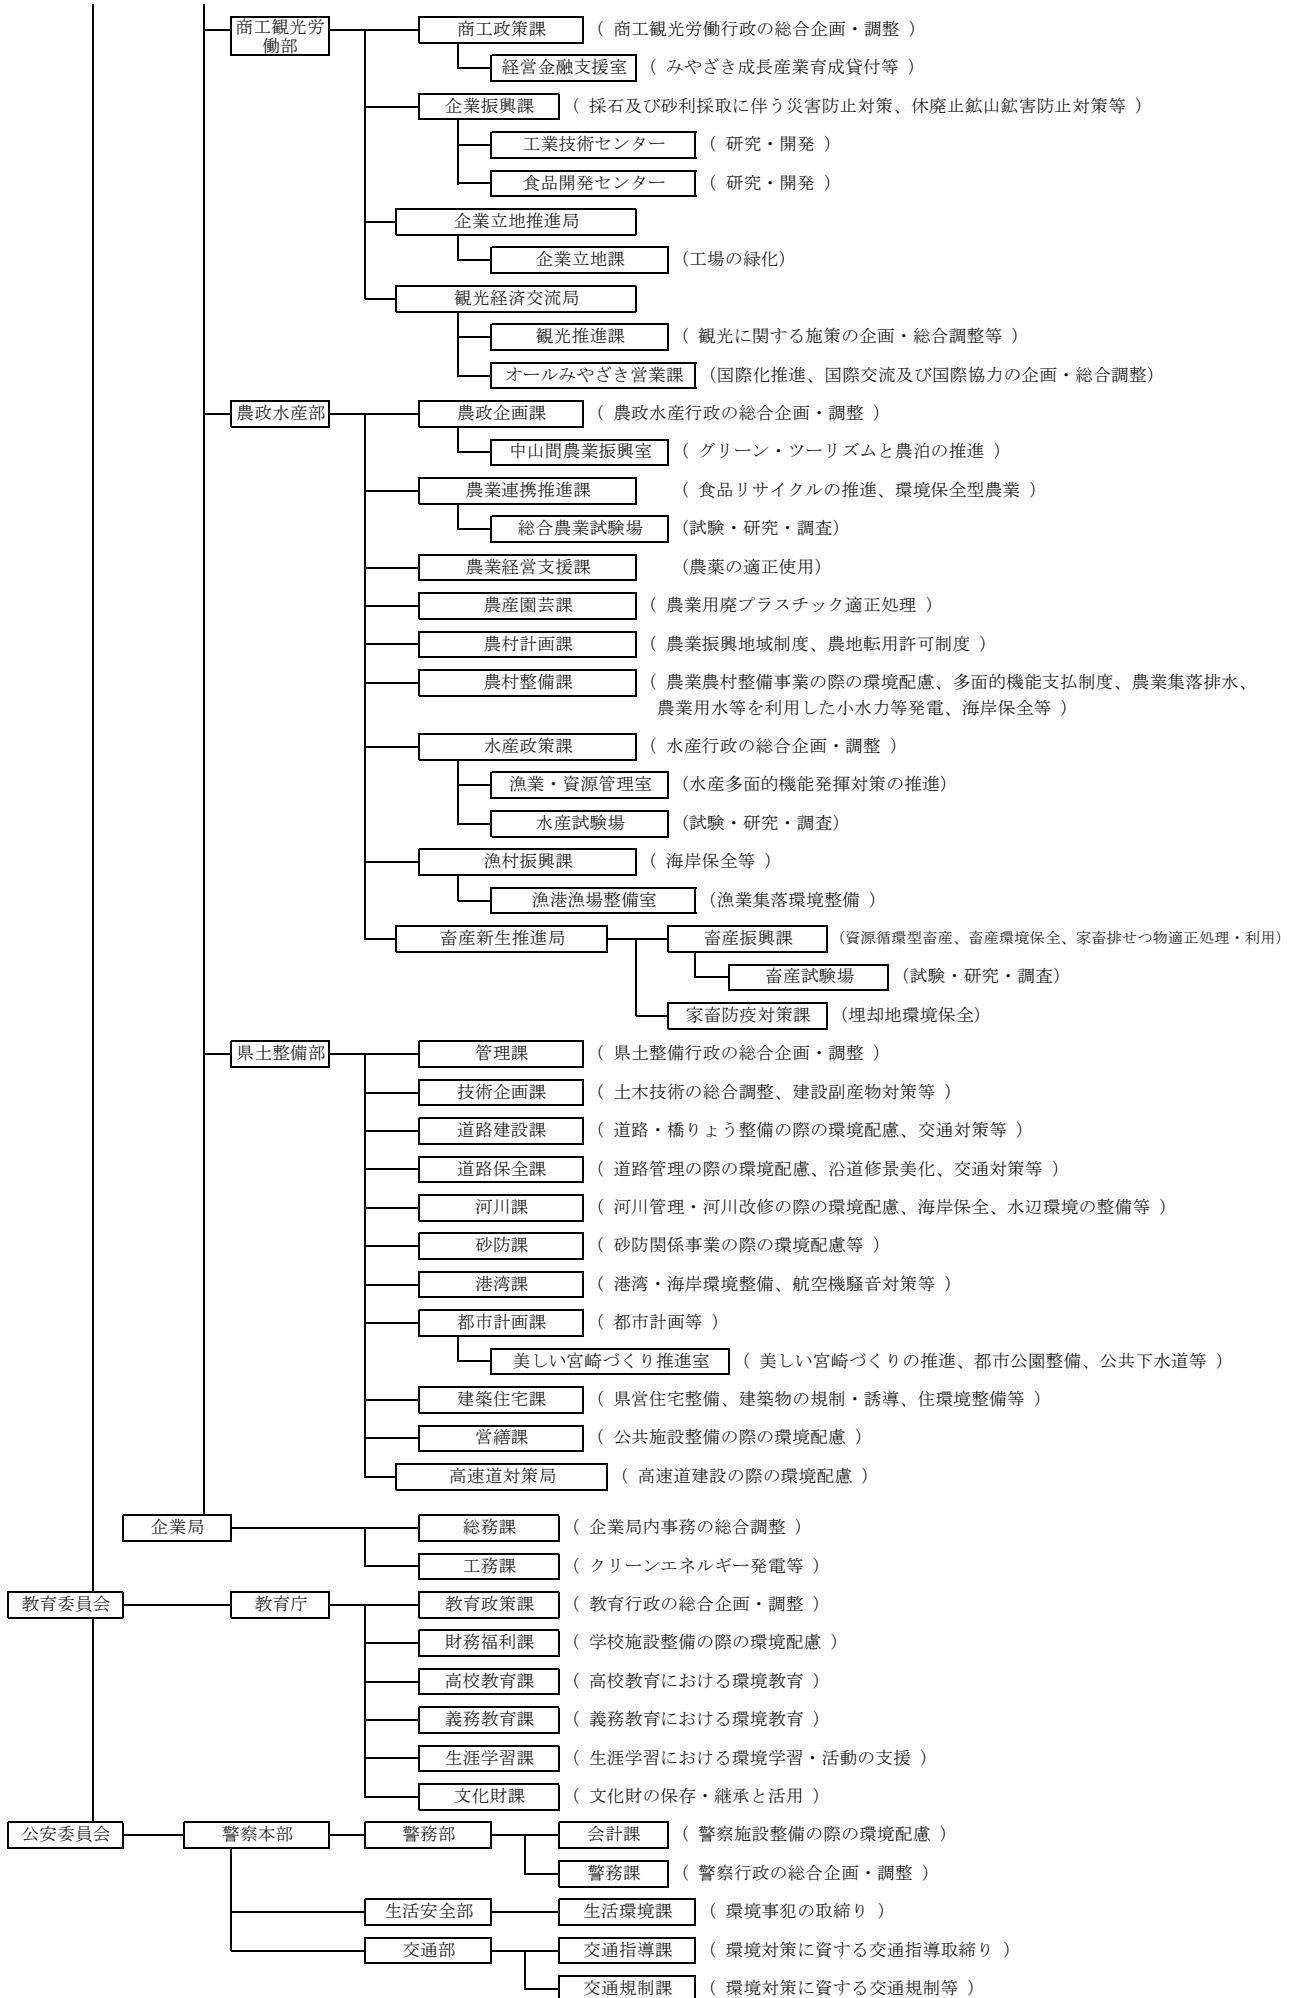 商工観光労
働部
商工政策課 （ 商工観光労働行政の総合企画・調整 ）
経営金融支援室 （ みやざき成長産業育成貸付等 ）
企業振興課 （ 採石及び砂利採取に伴う災害防止対策、休廃止鉱山鉱害防止対策等 ）
工業技術センター （ 研究・開発 ）
食品開発センター （ 研究・開発 ）
企業立地推進局
企業立地課 （工場の緑化）
観光経済交流局
観光推進課 （ 観光に関する施策の企画・総合調整等 ）
オールみやざき営業課 （国際化推進、国際交流及び国際協力の企画・総合調整）
農政水産部 農政企画課 （ 農政水産行政の総合企画・調整 ）
中山間農業振興室 （ グリーン・ツーリズムと農泊の推進 ）
農業連携推進課 （ 食品リサイクルの推進、環境保全型農業 ）
総合農業試験場 （試験・研究・調査）
農業経営支援課 （農薬の適正使用）
農産園芸課 （ 農業用廃プラスチック適正処理 ）
農村計画課 （ 農業振興地域制度、農地転用許可制度 ）
農村整備課 （ 農業農村整備事業の際の環境配慮、多面的機能支払制度、農業集落排水、
農業用水等を利用した小水力等発電、海岸保全等 ）
水産政策課 （ 水産行政の総合企画・調整 ）
漁業・資源管理室 （水産多面的機能発揮対策の推進）
水産試験場 （試験・研究・調査）
漁村振興課 （ 海岸保全等 ）
漁港漁場整備室 （漁業集落環境整備 ）
畜産新生推進局 畜産振興課 （資源循環型畜産、畜産環境保全、家畜排せつ物適正処理・利用）
畜産試験場 （試験・研究・調査）
家畜防疫対策課 （埋却地環境保全）
県土整備部 管理課 （ 県土整備行政の総合企画・調整 ）
技術企画課 （ 土木技術の総合調整、建設副産物対策等 ）
道路建設課 （ 道路・橋りょう整備の際の環境配慮、交通対策等 ）
道路保全課 （ 道路管理の際の環境配慮、沿道修景美化、交通対策等 ）
河川課 （ 河川管理・河川改修の際の環境配慮、海岸保全、水辺環境の整備等 ）
砂防課 （ 砂防関係事業の際の環境配慮等 ）
港湾課 （ 港湾・海岸環境整備、航空機騒音対策等 ）
都市計画課 （ 都市計画等 ）
美しい宮崎づくり推進室 （ 美しい宮崎づくりの推進、都市公園整備、公共下水道等 ）
建築住宅課 （ 県営住宅整備、建築物の規制・誘導、住環境整備等 ）
営繕課 （ 公共施設整備の際の環境配慮 ）
高速道対策局 （ 高速道建設の際の環境配慮 ）
企業局 総務課 （ 企業局内事務の総合調整 ）
工務課 （ クリーンエネルギー発電等 ）
教育委員会 教育庁 教育政策課 （ 教育行政の総合企画・調整 ）
財務福利課 （ 学校施設整備の際の環境配慮 ）
高校教育課 （ 高校教育における環境教育 ）
義務教育課 （ 義務教育における環境教育 ）
生涯学習課 （ 生涯学習における環境学習・活動の支援 ）
文化財課 （ 文化財の保存・継承と活用 ）
公安委員会 警察本部 警務部 会計課 （ 警察施設整備の際の環境配慮 ）
警務課 （ 警察行政の総合企画・調整 ）
生活安全部 生活環境課 （ 環境事犯の取締り ）
交通部 交通指導課 （ 環境対策に資する交通指導取締り ）
交通規制課 （ 環境対策に資する交通規制等 ）